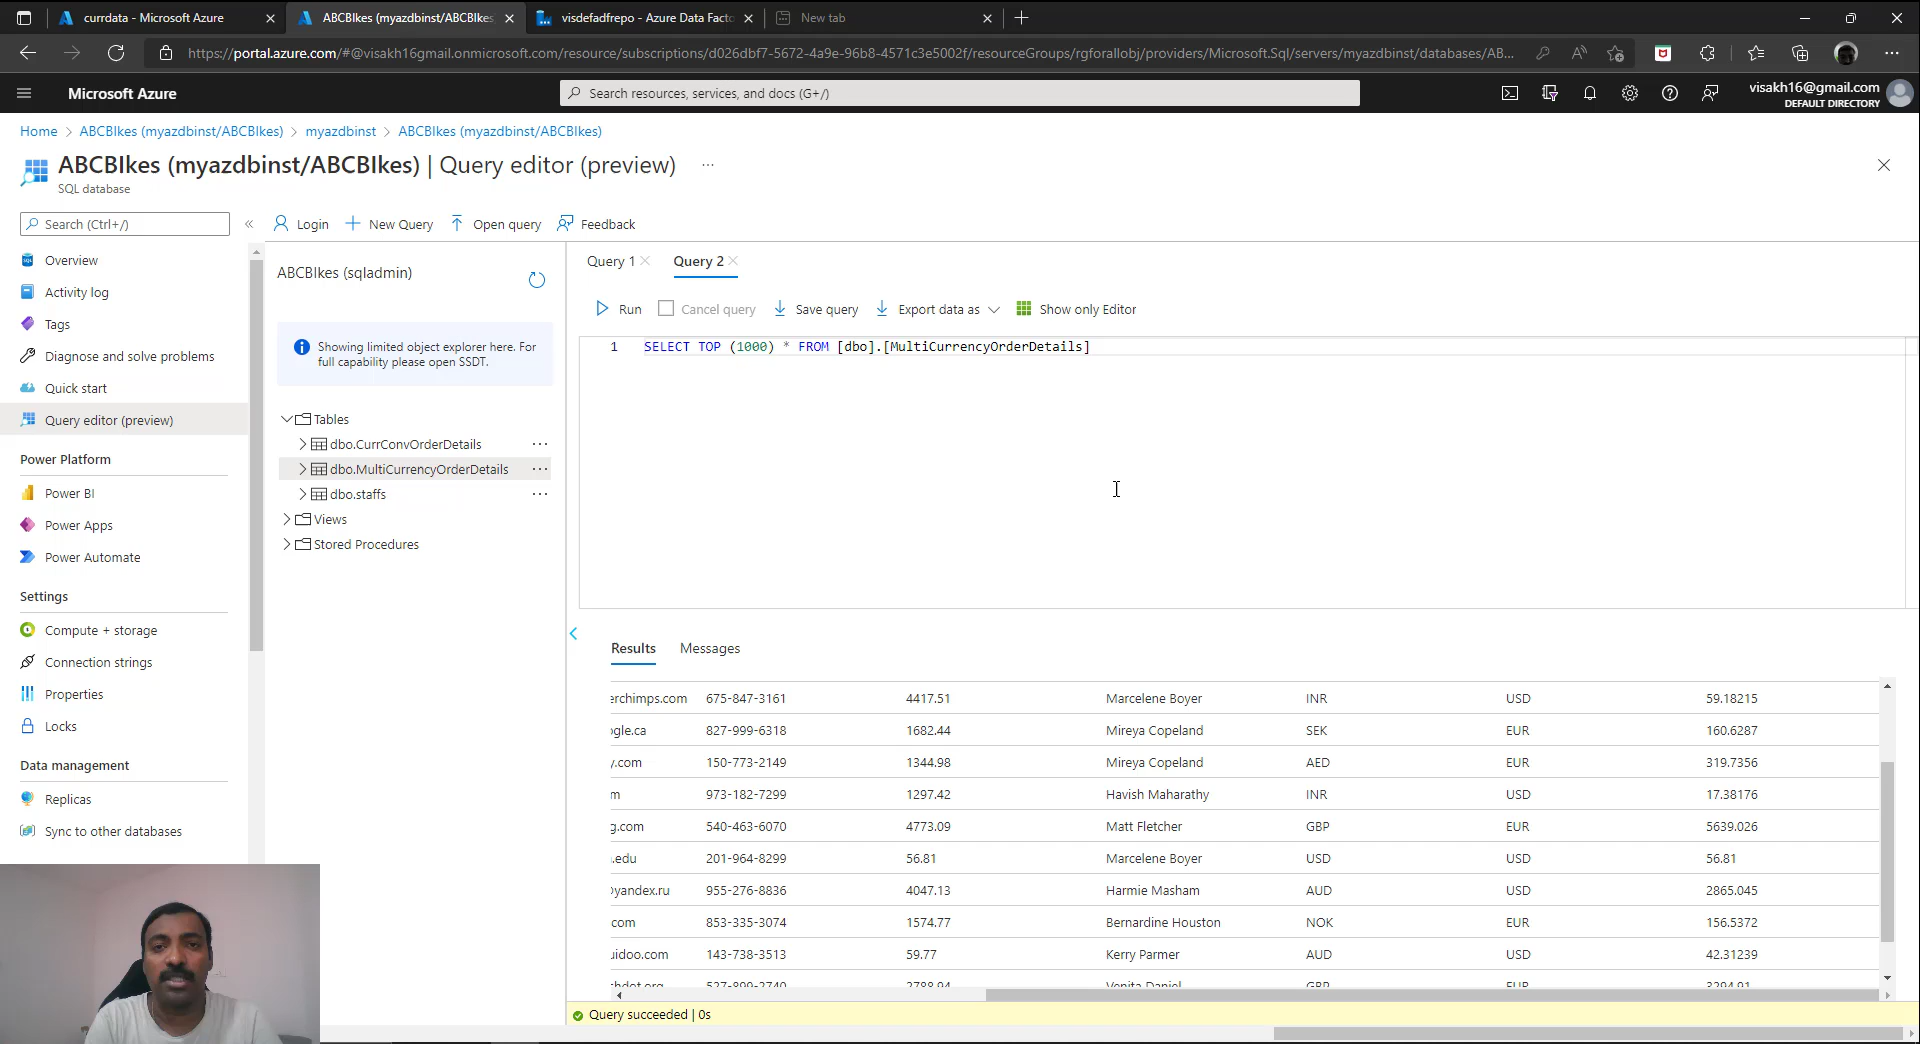 currdata - Microsoft Azure
ABCBIkes (myazdbinst/ABCBIkes
visdefadfrepo - Azure Data Facto
New tab
https://portal.azure.com/#@visakh16gmail.onmicrosoft.com/resource/subscriptions/d026dbf7-5672-4a9e-96b8-4571c3e5002f/resourceGroups/rgforallobj/providers/Microsoft.Sql/servers/myazdbinst/databases/AB...
Microsoft Azure
Search resources, services, and docs (G+/)
visakh16@gmail.com
DEFAULT DIRECTORY
Home > ABCBIkes (myazdbinst/ABCBIkes) > myazdbinst > ABCBIkes (myazdbinst/ABCBIkes)
ABCBIkes (myazdbinst/ABCBIkes) | Query editor (preview) ...
SQL database
Search (Ctrl+/)
Login
New Query
Open query
Feedback
Overview
Activity log
Tags
Diagnose and solve problems
Quick start
Query editor (preview)
Power Platform
Power BI
Power Apps
Power Automate
Settings
Compute + storage
Connection strings
Properties
Locks
Data management
Replicas
Sync to other databases
ABCBIkes (sqladmin)
Showing limited object explorer here. For
full capability please open SSDT.
Tables
dbo.CurrConvOrderDetails ...
dbo.MultiCurrencyOrderDetails ...
dbo.staffs ...
Views
Stored Procedures
Query 1
Query 2
Run
Cancel query
Save query
Export data as
Show only Editor
1 SELECT TOP (1000) * FROM [dbo].[MultiCurrencyOrderDetails]
Results
Messages
erchimps.com 675-847-3161 4417.51 Marcelene Boyer INR USD 59.18215
ogle.ca 827-999-6318 1682.44 Mireya Copeland SEK EUR 160.6287
y.com 150-773-2149 1344.98 Mireya Copeland AED EUR 319.7356
m 973-182-7299 1297.42 Havish Maharathy INR USD 17.38176
g.com 540-463-6070 4773.09 Matt Fletcher GBP EUR 5639.026
.edu 201-964-8299 56.81 Marcelene Boyer USD USD 56.81
@yandex.ru 955-276-8836 4047.13 Harmie Masham AUD USD 2865.045
.com 853-335-3074 1574.77 Bernardine Houston NOK EUR 156.5372
uidoo.com 143-738-3513 59.77 Kerry Parmer AUD USD 42.31239
527-899-2740 2788.94 Venita Daniel GBP EUR 3294.91
Query succeeded | 0s